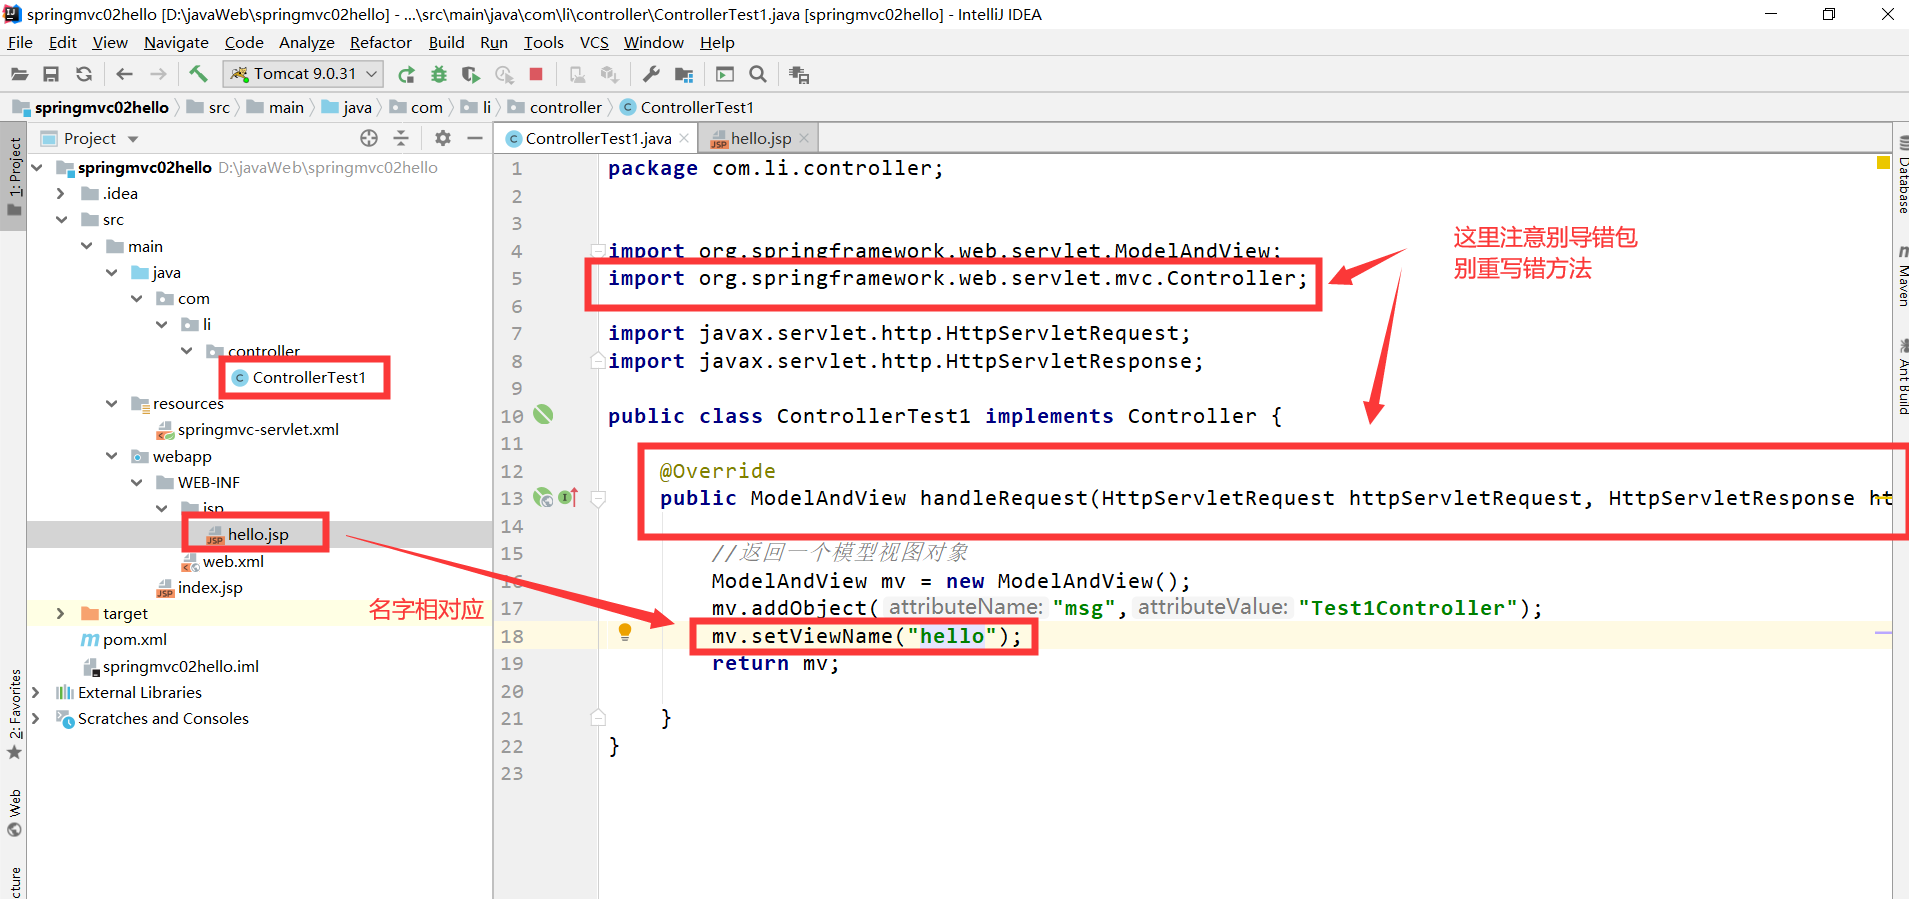 springmvc02hello [D:\javaWeb\springmvc02hello] - ...\src\main\java\com\li\controller\ControllerTest1.java [springmvc02hello] - IntelliJ IDEA
File Edit View Navigate Code Analyze Refactor Build Run Tools VCS Window Help
Tomcat 9.0.31
springmvc02hello src main java com li controller ControllerTest1
Project
ControllerTest1.java
hello.jsp
1: Project
springmvc02hello D:\javaWeb\springmvc02hello
.idea
src
main
java
com
li
controller
ControllerTest1
resources
springmvc-servlet.xml
webapp
WEB-INF
jsp
hello.jsp
web.xml
index.jsp
target
pom.xml
springmvc02hello.iml
External Libraries
Scratches and Consoles
名字相对应
2: Favorites
Web
cture
1 package com.li.controller;
2
3
4 import org.springframework.web.servlet.ModelAndView;
5 import org.springframework.web.servlet.mvc.Controller;
6
7 import javax.servlet.http.HttpServletRequest;
8 import javax.servlet.http.HttpServletResponse;
9
10 public class ControllerTest1 implements Controller {
11
12 @Override
13 public ModelAndView handleRequest(HttpServletRequest httpServletRequest, HttpServletResponse ht
14
15 //返回一个模型视图对象
16 ModelAndView mv = new ModelAndView();
17 mv.addObject( attributeName: "msg", attributeValue: "Test1Controller");
18 mv.setViewName("hello");
19 return mv;
20
21 }
22 }
23
这里注意别导错包
别重写错方法
Database
Maven
Ant Build